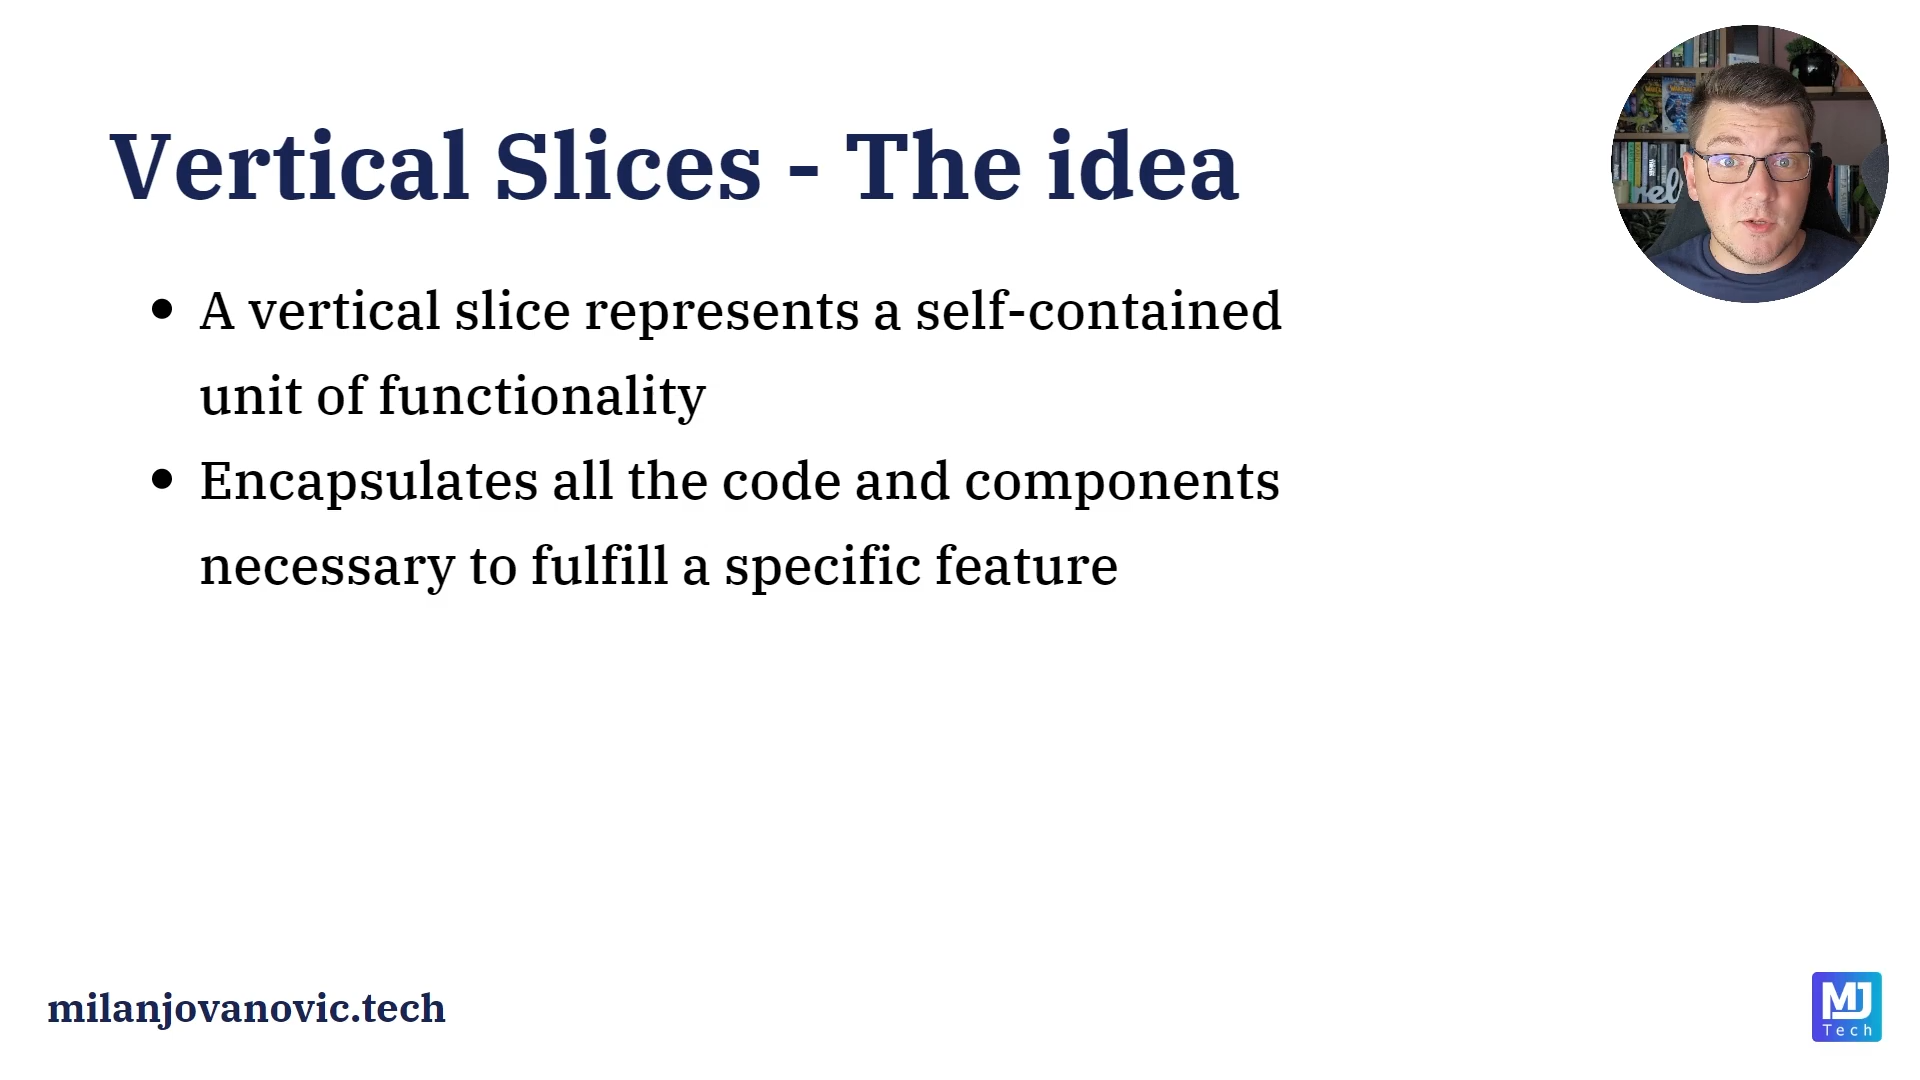 Vertical Slices - The idea
• A vertical slice represents a self-contained
unit of functionality
• Encapsulates all the code and components
necessary to fulfill a specific feature
milanjovanovic.tech
MJ
Tech